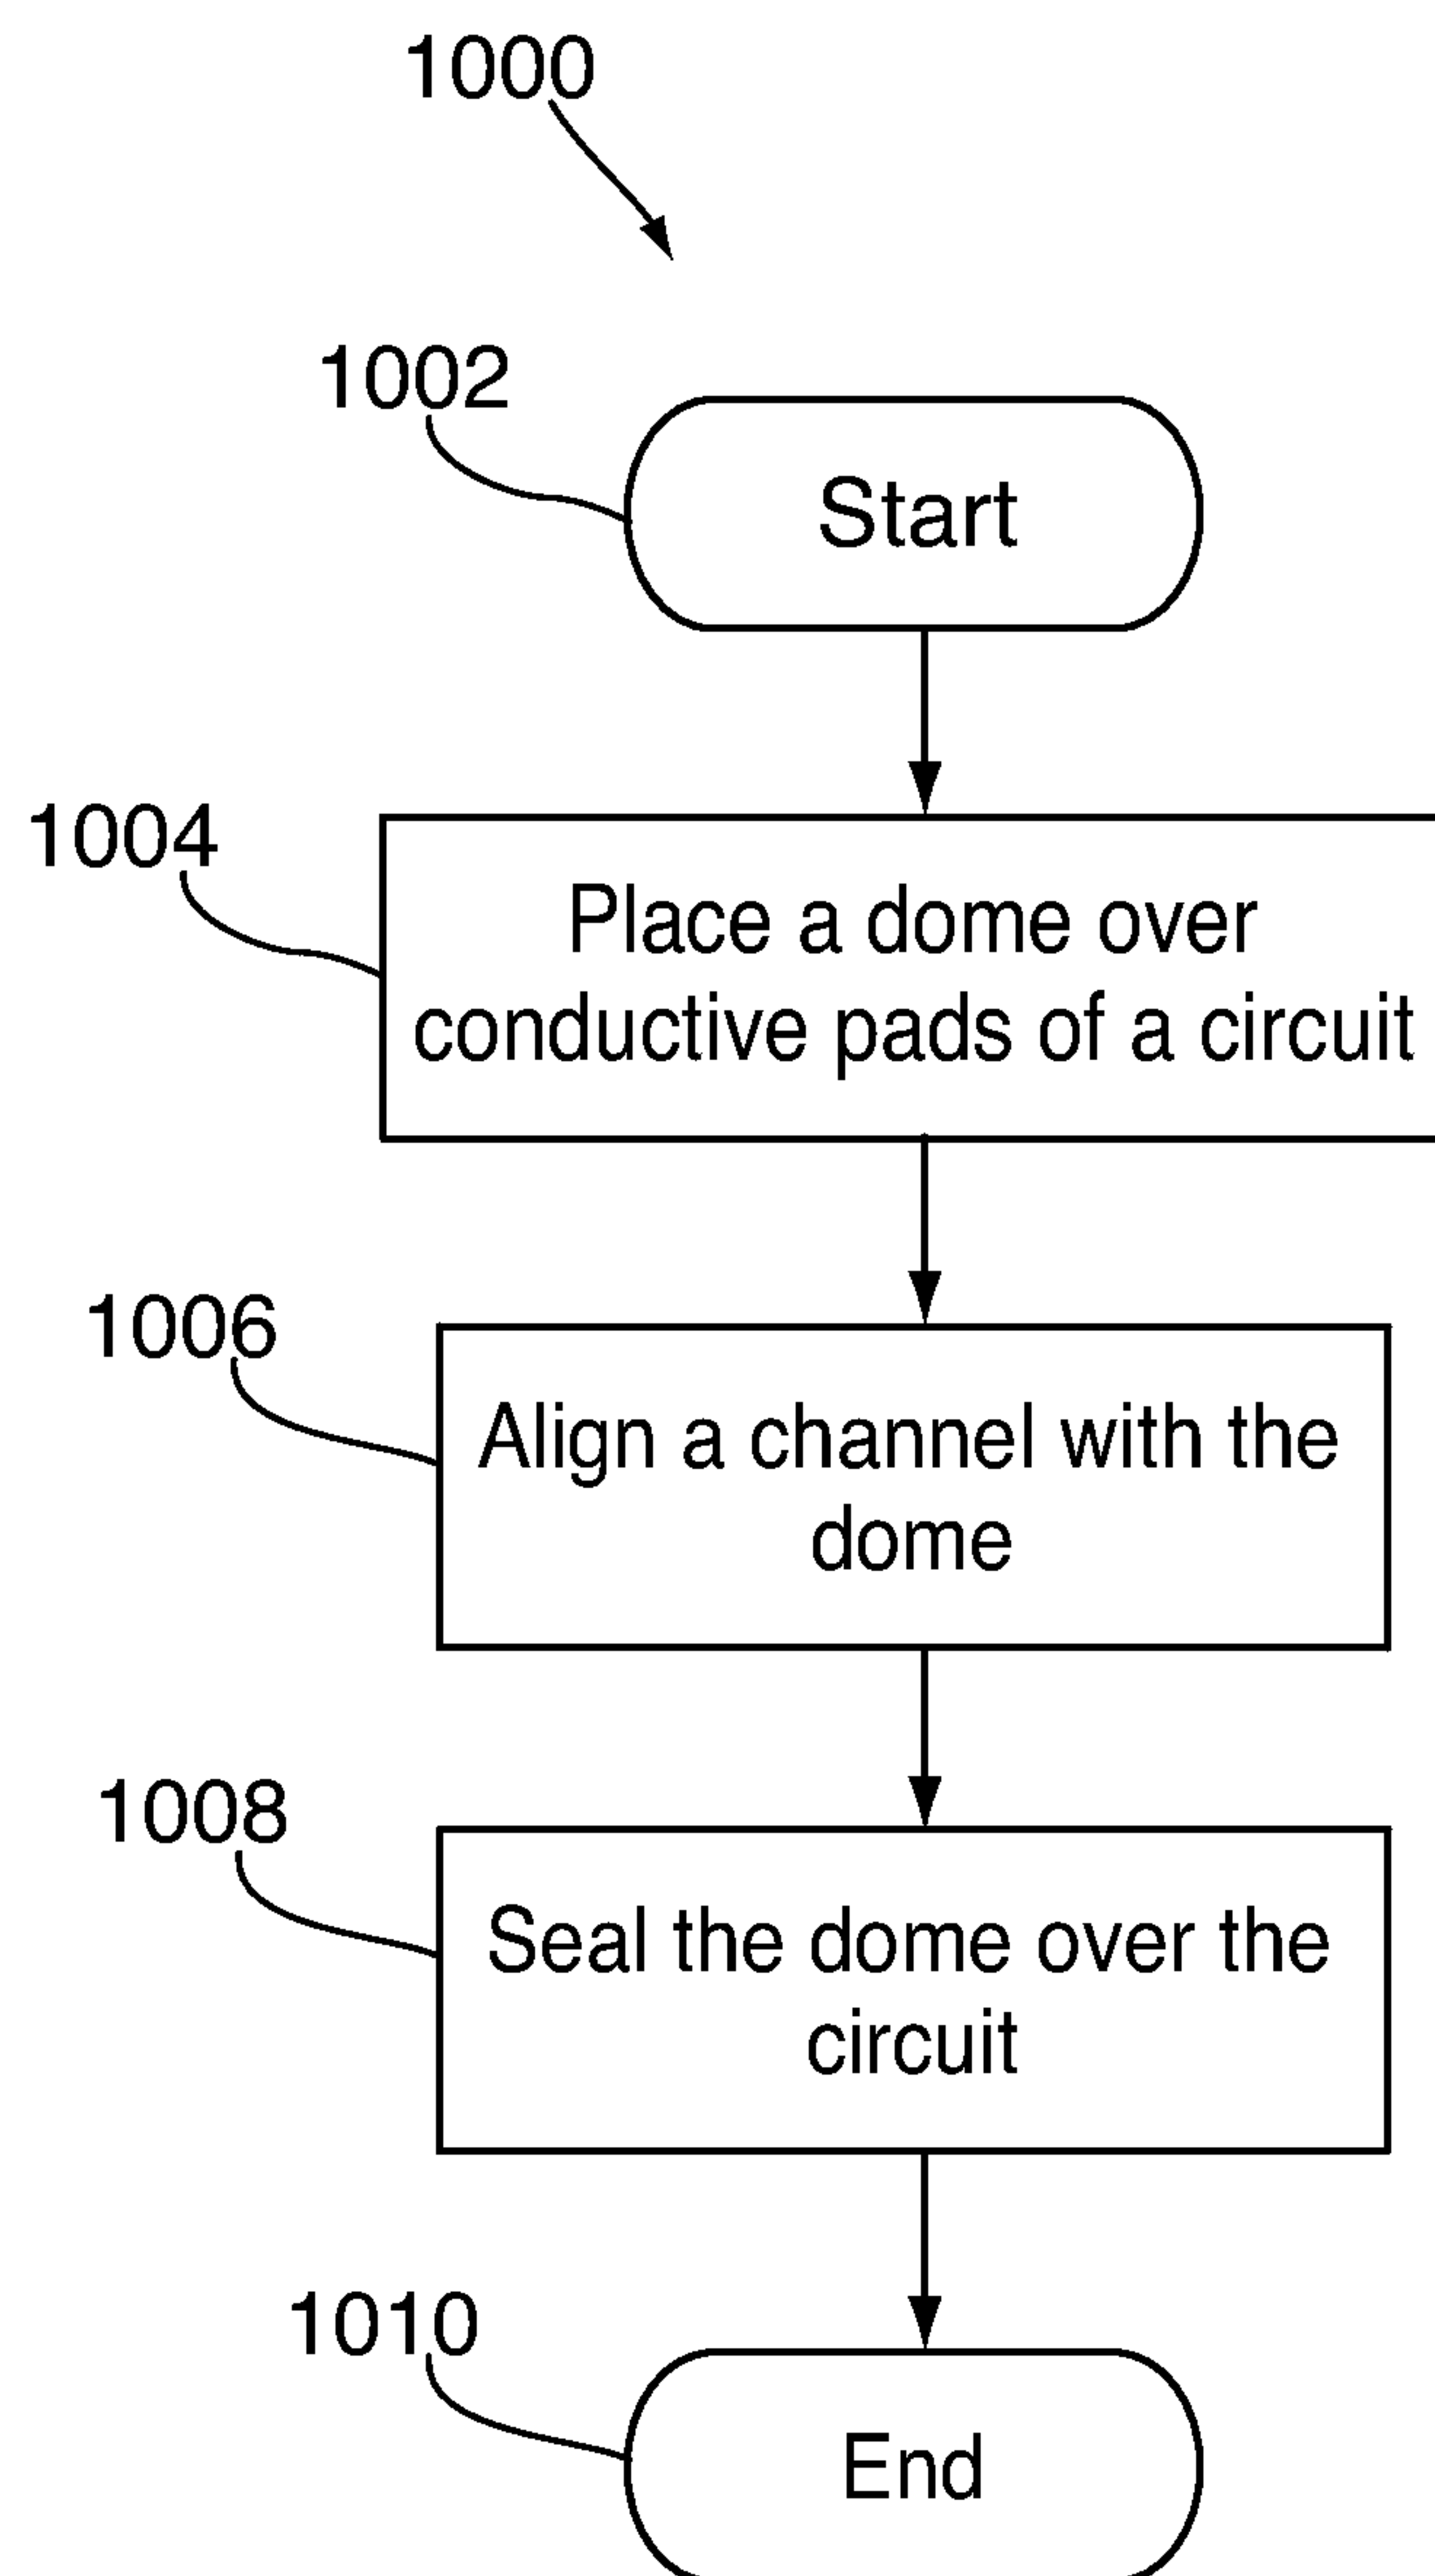 1000
1002
Start
1004
Place a dome over
conductive pads of a circuit
1006
Align a channel with the
dome
1008
Seal the dome over the
circuit
1010
End